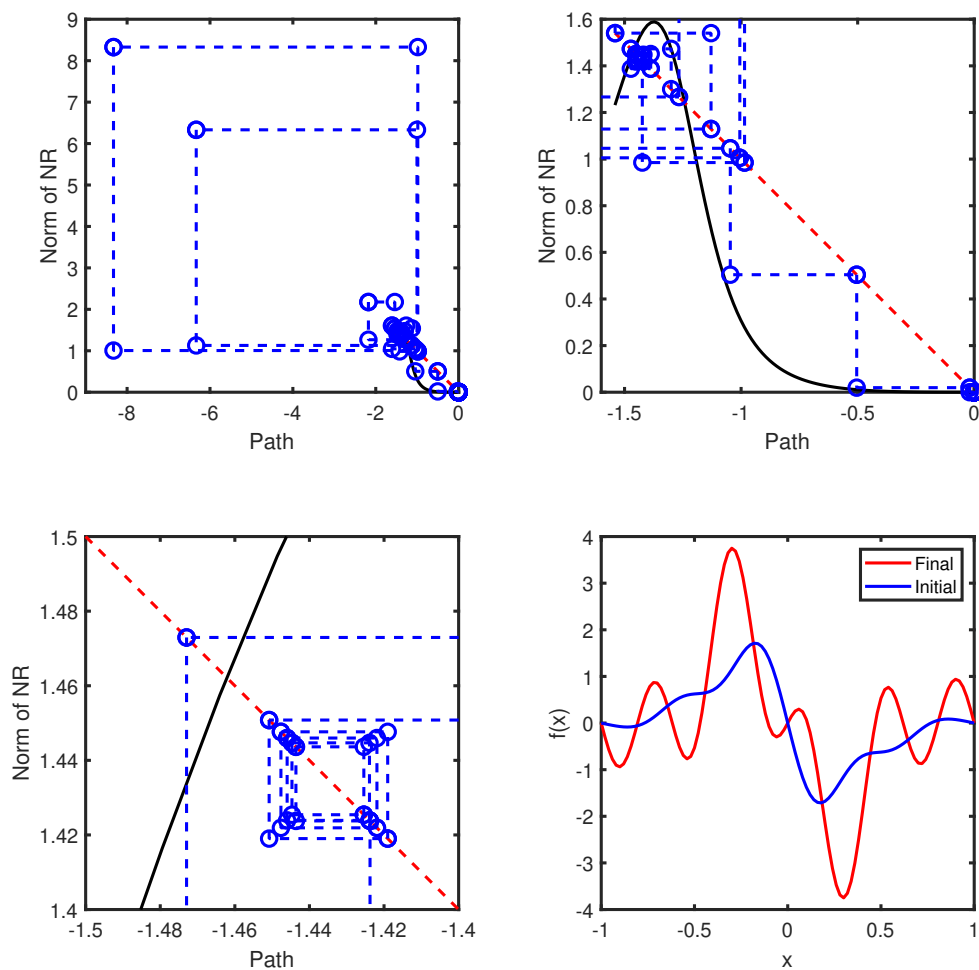 9
8
7
6
5
4
3
2
1
0
Norm of NR
-8 -6 -4 -2 0
Path
1.6
1.4
1.2
1
0.8
0.6
0.4
0.2
0
Norm of NR
-1.5 -1 -0.5 0
Path
1.5
1.48
1.46
1.44
1.42
1.4
Norm of NR
-1.5 -1.46 -1.44 -1.42 -1.4
Path
4
3
2
1
0
-1
-2
-3
-4
f(x)
Final
Initial
-1 -0.5 0 0.5 1
x